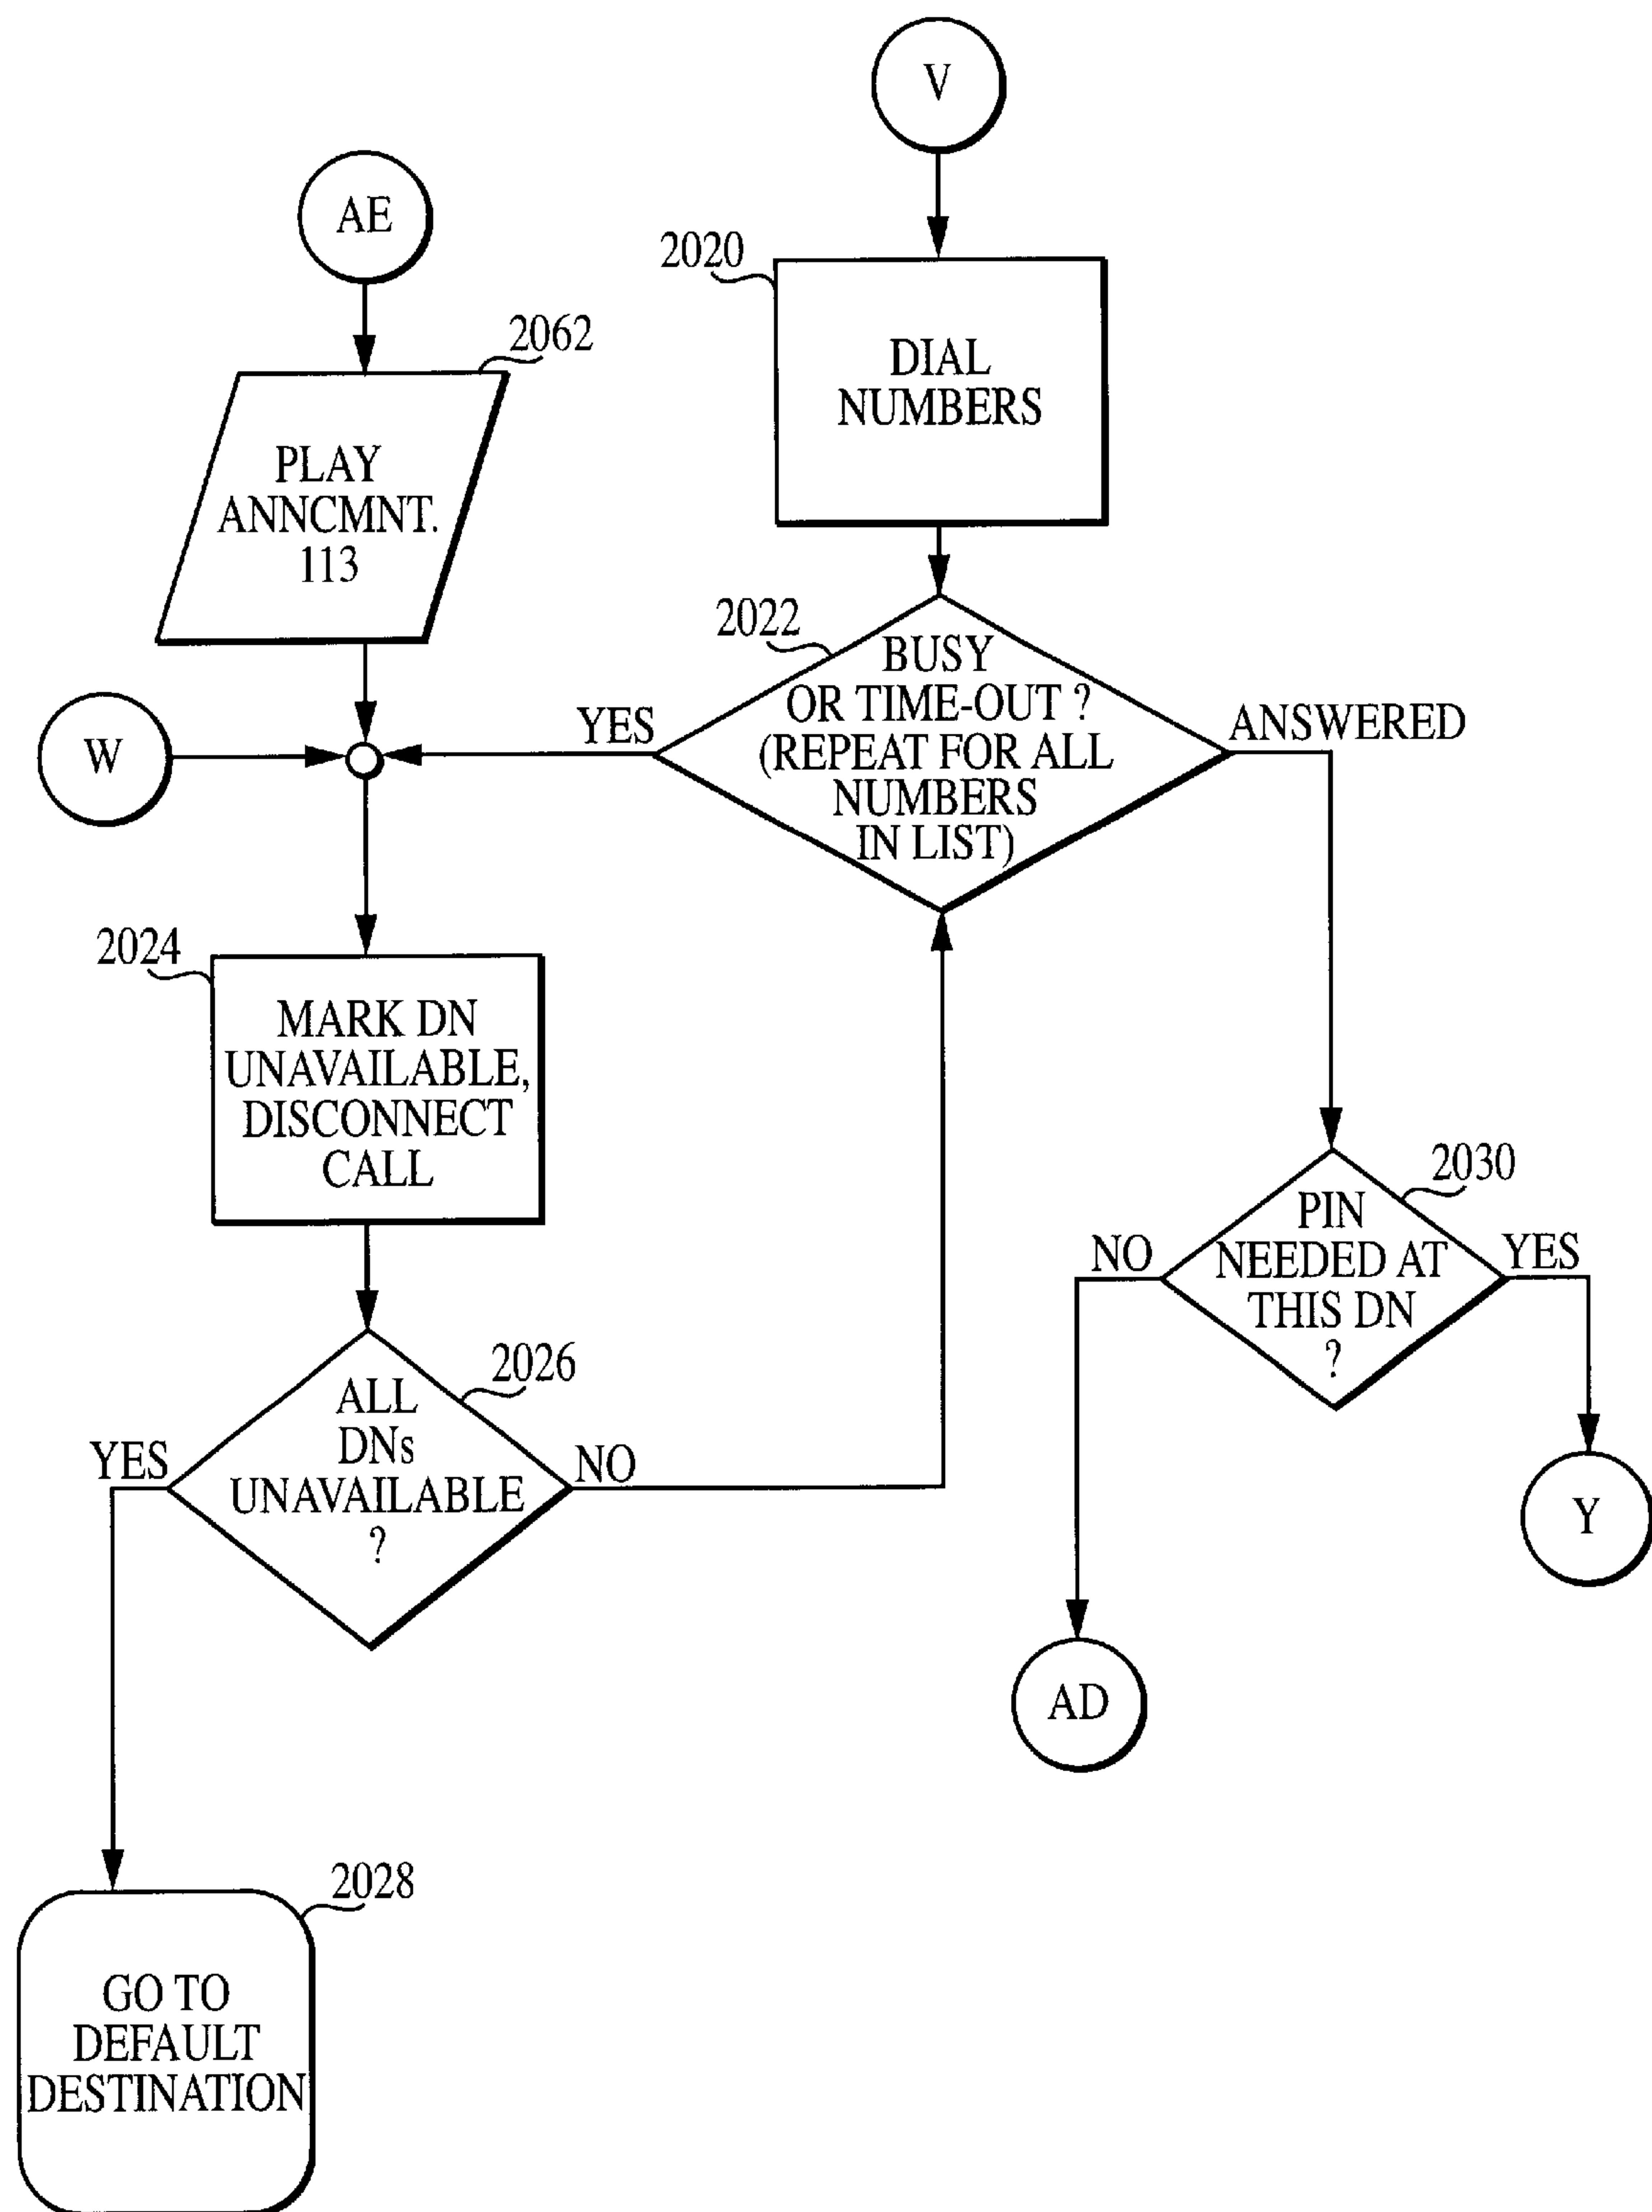 V
AE
2020
2062
DIAL
NUMBERS
PLAY
ANNCMNT.
113
2022
BUSY
OR TIME-OUT ?
(REPEAT FOR ALL
NUMBERS
IN LIST)
YES
ANSWERED
W
2024
MARK DN
UNAVAILABLE,
DISCONNECT
CALL
2030
PIN
NEEDED AT
THIS DN
?
NO
YES
2026
ALL
DNs
UNAVAILABLE
?
YES
NO
Y
AD
2028
GO TO
DEFAULT
DESTINATION